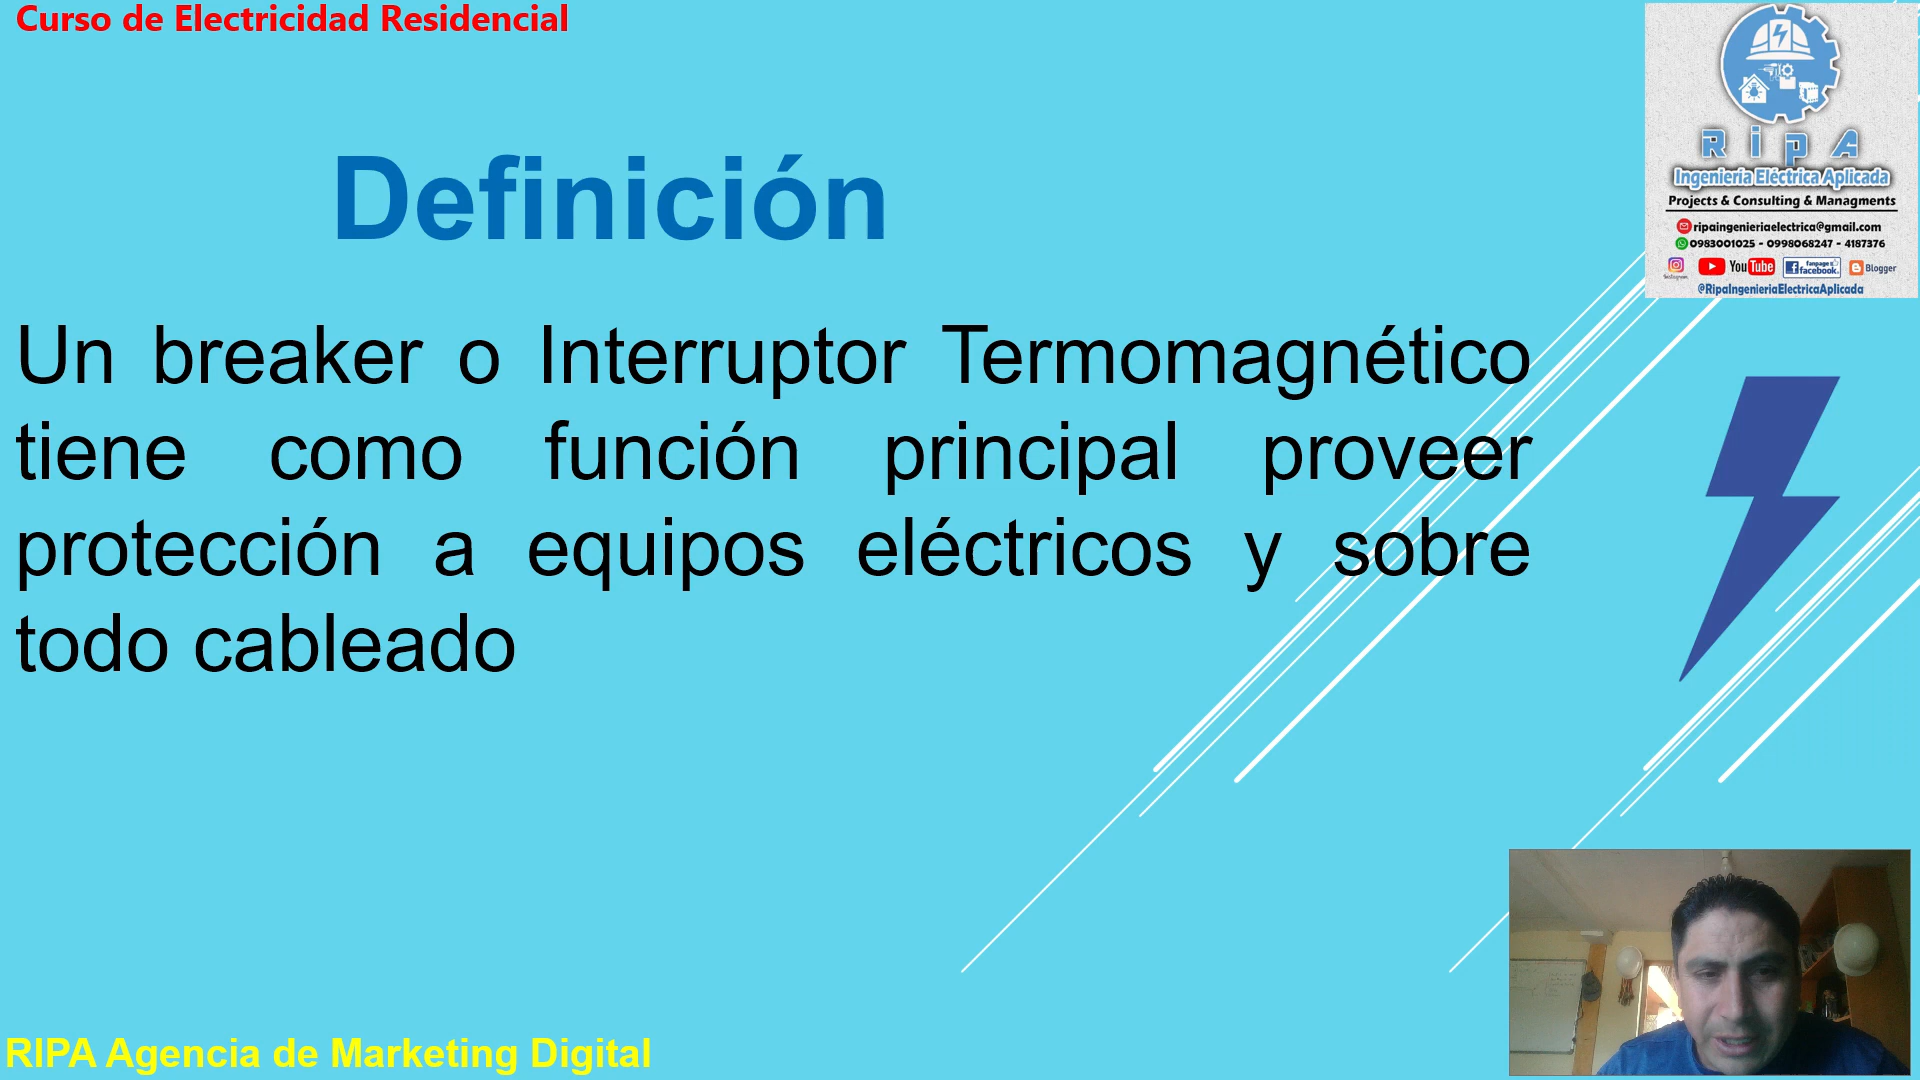 Curso de Electricidad Residencial
RiPA
Ingeniería Eléctrica Aplicada
Projects & Consulting & Managments
ripaingenieriaelectrica@gmail.com
0983001025 - 0998068247 - 4187376
Instagram YouTube fanpage facebook. Blogger
@RipaIngenieriaElectricaAplicada
Definición
Un breaker o Interruptor Termomagnético
tiene como función principal proveer
protección a equipos eléctricos y sobre
todo cableado
RIPA Agencia de Marketing Digital